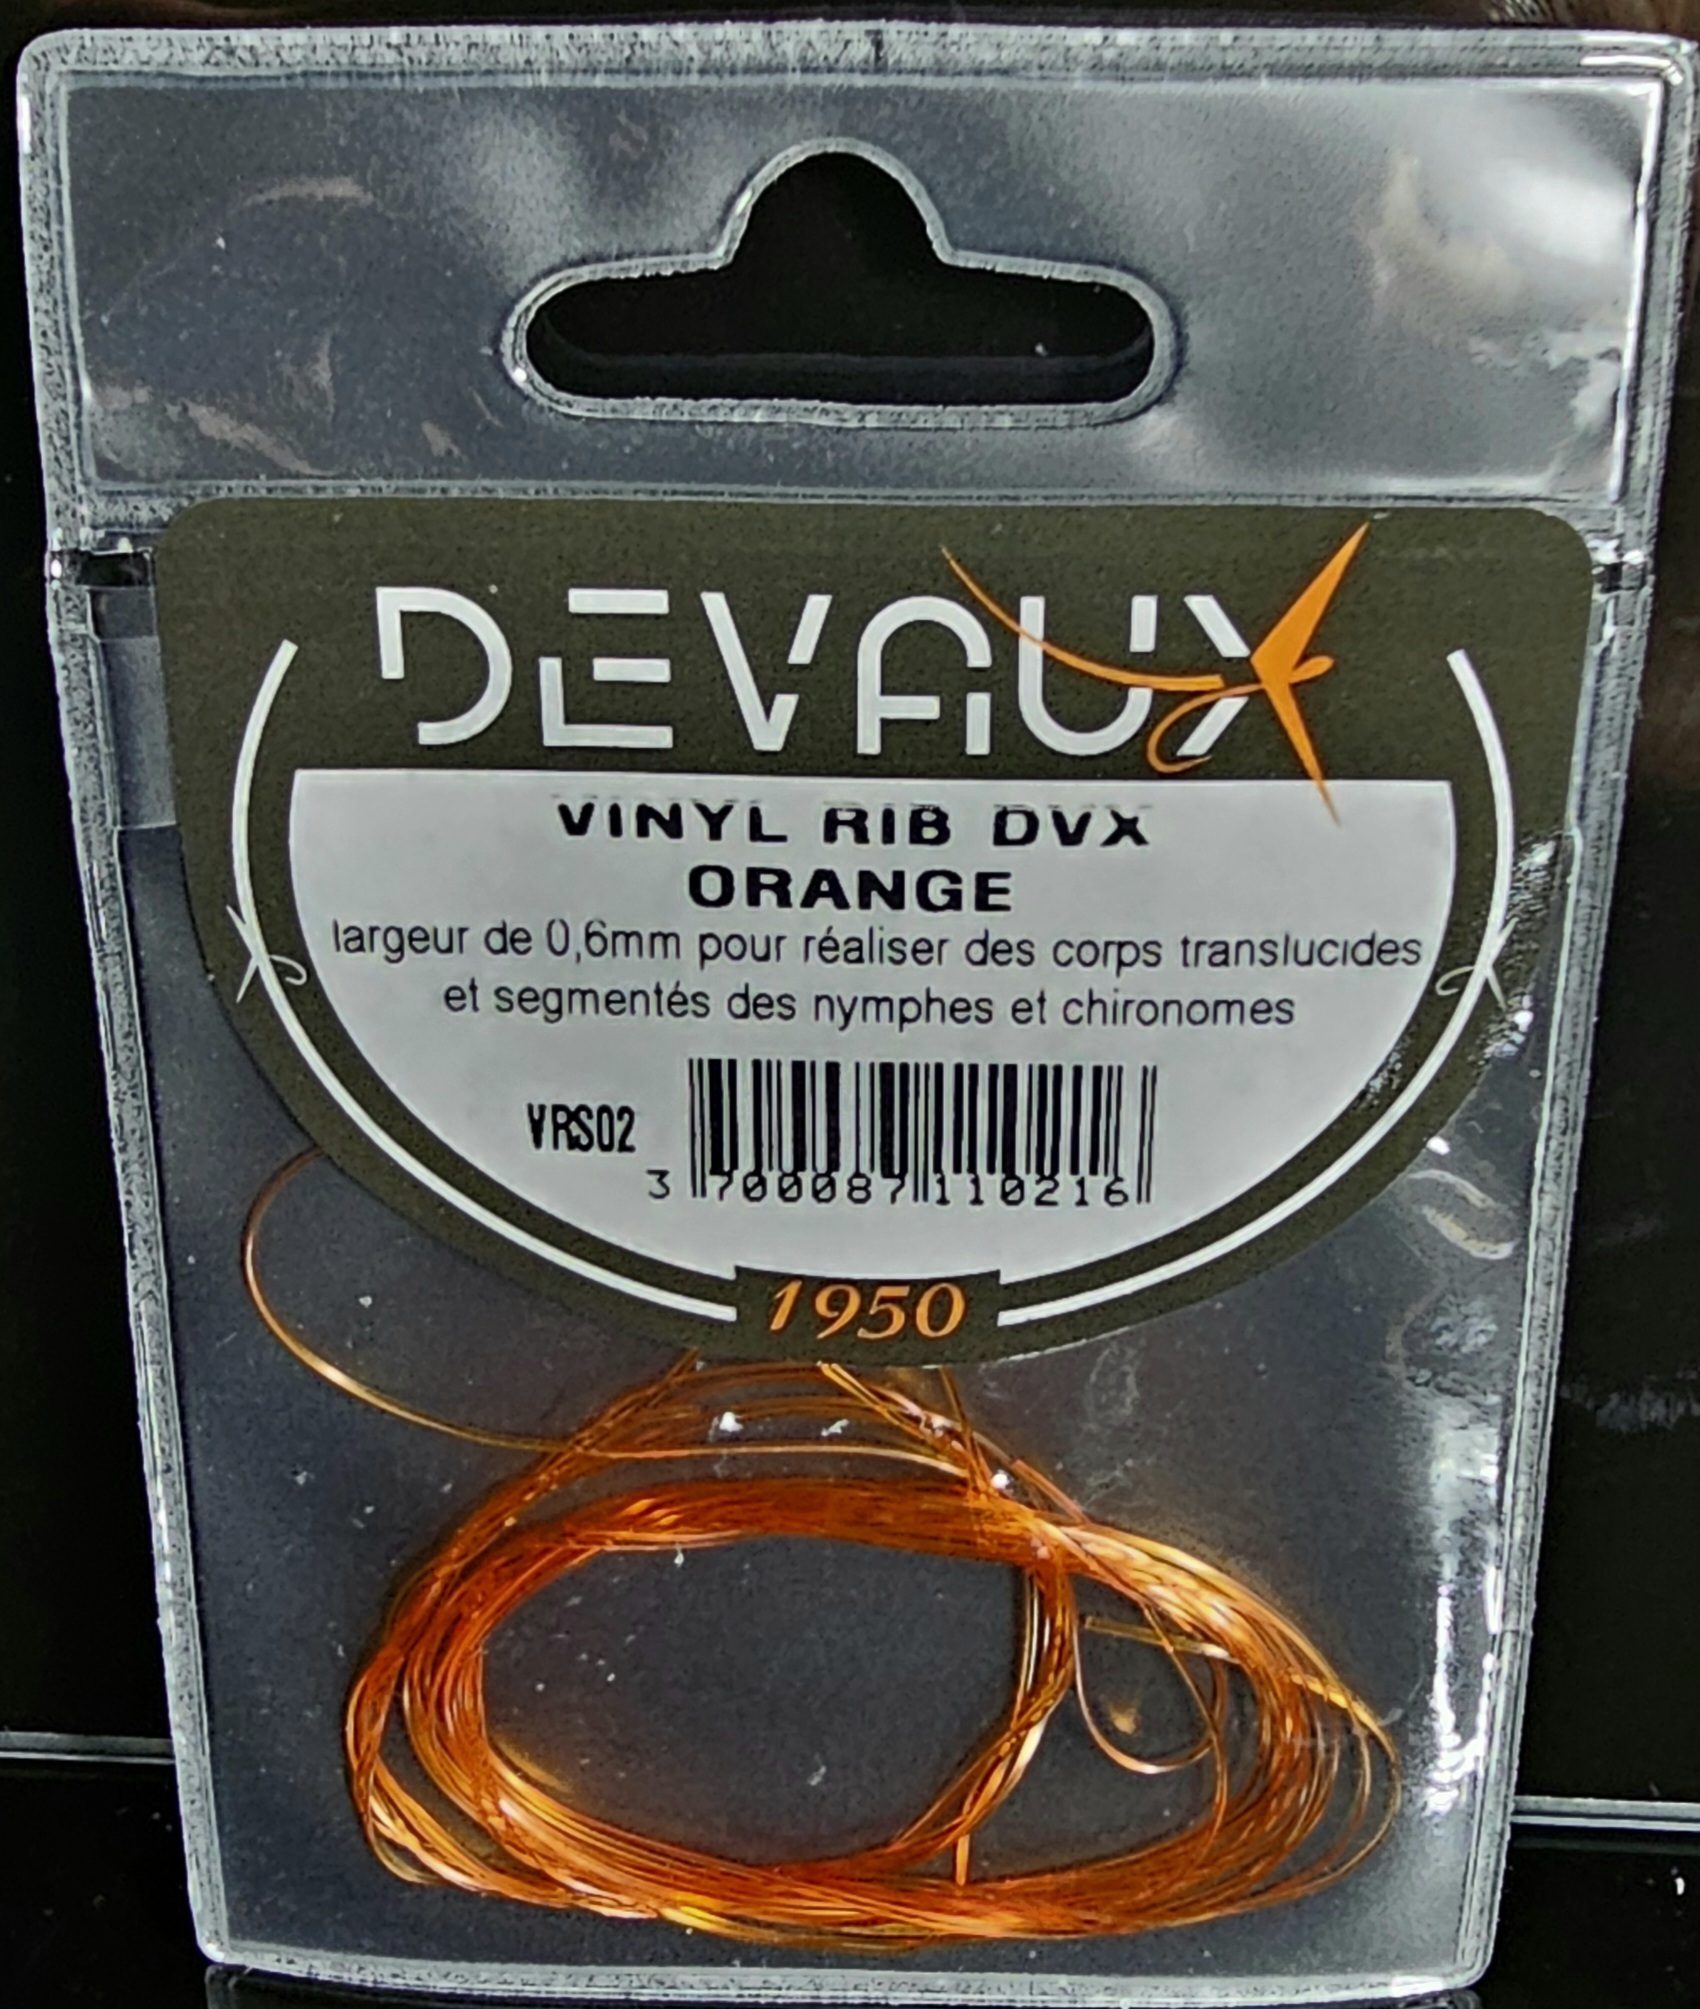 DEVAUX
VINYL RIB DVX
ORANGE
largeur de 0,6mm pour réaliser des corps translucides
et segmentés des nymphes et chironomes
VRS02
3 700087 110216
1950